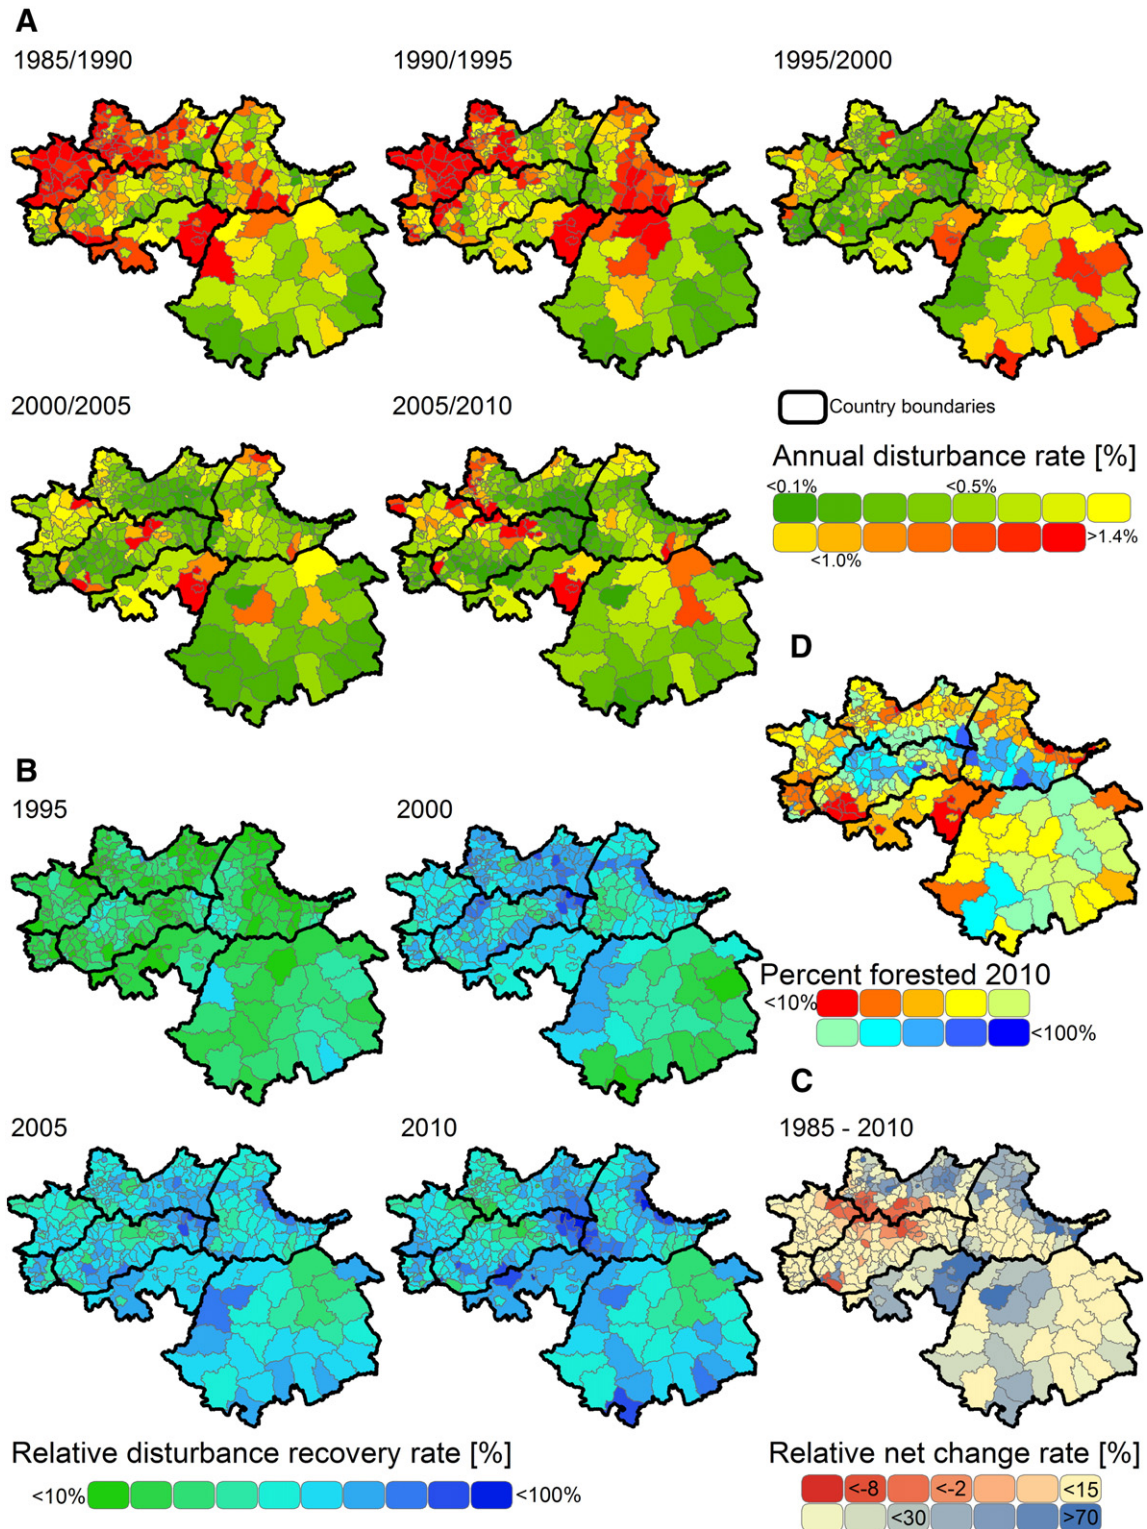 A
1985/1990
1990/1995
1995/2000
2000/2005
2005/2010
Country boundaries
Annual disturbance rate [%]
<0.1%
<0.5%
>1.4%
<1.0%
D
B
1995
2000
Percent forested 2010
<10%
<100%
C
2005
2010
1985 - 2010
Relative disturbance recovery rate [%]
<10%
<100%
Relative net change rate [%]
<-8
<-2
<15
<30
>70